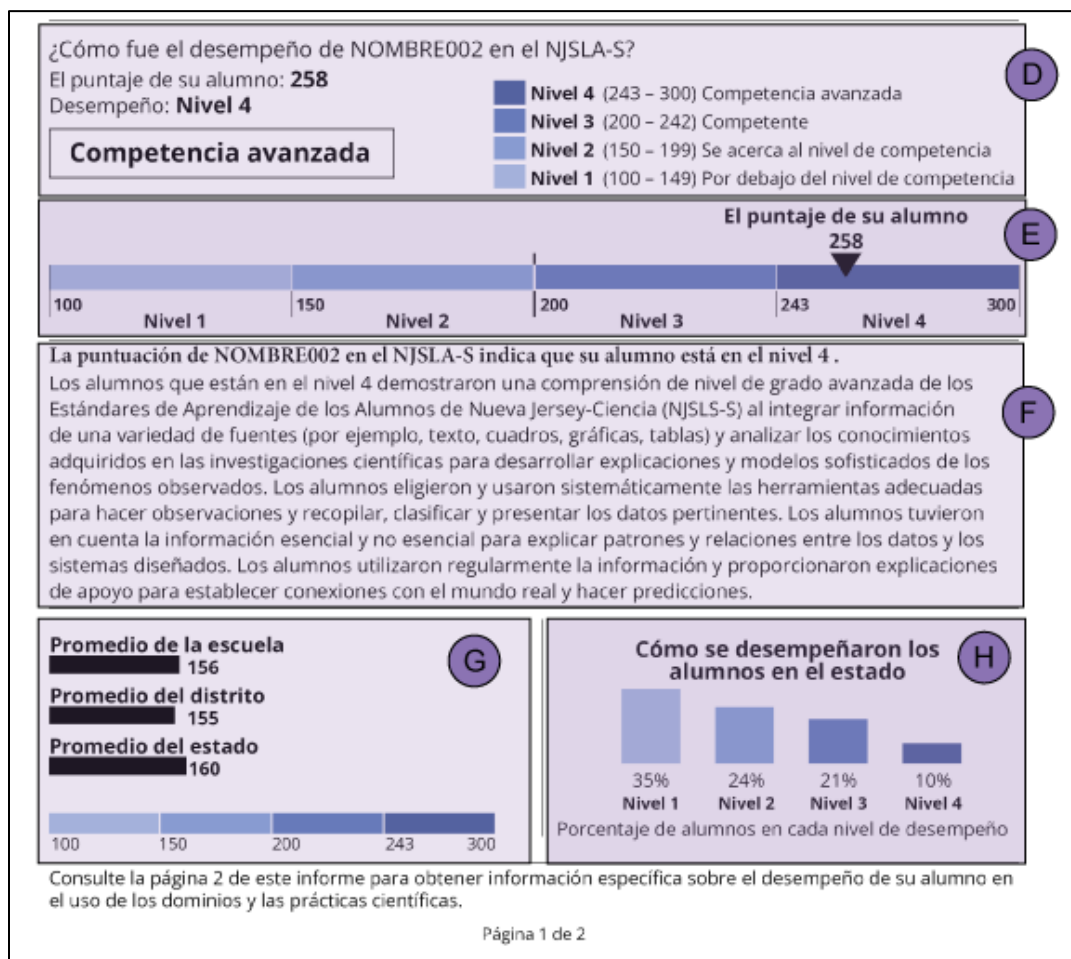 ¿Cómo fue el desempeño de NOMBRE002 en el NJSLA-S?
El puntaje de su alumno: 258
Desempeño: Nivel 4
Competencia avanzada
Nivel 4 (243 – 300) Competencia avanzada
Nivel 3 (200 – 242) Competente
Nivel 2 (150 – 199) Se acerca al nivel de competencia
Nivel 1 (100 – 149) Por debajo del nivel de competencia
D
El puntaje de su alumno
258
E
100 150 200 243 300
Nivel 1 Nivel 2 Nivel 3 Nivel 4
La puntuación de NOMBRE002 en el NJSLA-S indica que su alumno está en el nivel 4 .
Los alumnos que están en el nivel 4 demostraron una comprensión de nivel de grado avanzada de los
Estándares de Aprendizaje de los Alumnos de Nueva Jersey-Ciencia (NJSLS-S) al integrar información
de una variedad de fuentes (por ejemplo, texto, cuadros, gráficas, tablas) y analizar los conocimientos
adquiridos en las investigaciones científicas para desarrollar explicaciones y modelos sofisticados de los
fenómenos observados. Los alumnos eligieron y usaron sistemáticamente las herramientas adecuadas
para hacer observaciones y recopilar, clasificar y presentar los datos pertinentes. Los alumnos tuvieron
en cuenta la información esencial y no esencial para explicar patrones y relaciones entre los datos y los
sistemas diseñados. Los alumnos utilizaron regularmente la información y proporcionaron explicaciones
de apoyo para establecer conexiones con el mundo real y hacer predicciones.
F
Promedio de la escuela
156
Promedio del distrito
155
Promedio del estado
160
100 150 200 243 300
G
Cómo se desempeñaron los
alumnos en el estado
H
35% 24% 21% 10%
Nivel 1 Nivel 2 Nivel 3 Nivel 4
Porcentaje de alumnos en cada nivel de desempeño
Consulte la página 2 de este informe para obtener información específica sobre el desempeño de su alumno en
el uso de los dominios y las prácticas científicas.
Página 1 de 2